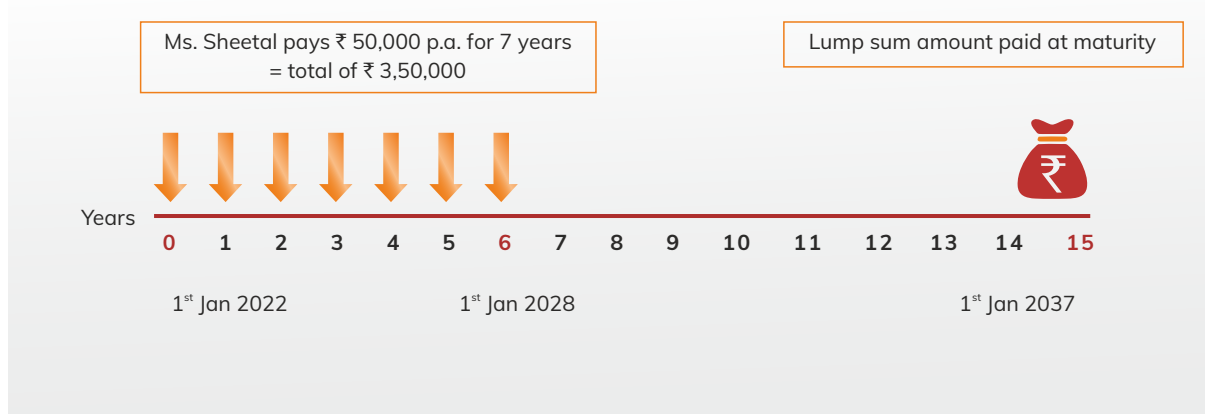 Ms. Sheetal pays ₹ 50,000 p.a. for 7 years
= total of ₹ 3,50,000
Lump sum amount paid at maturity
₹
Years
0 1 2 3 4 5 6 7 8 9 10 11 12 13 14 15
1st Jan 2022 1st Jan 2028 1st Jan 2037